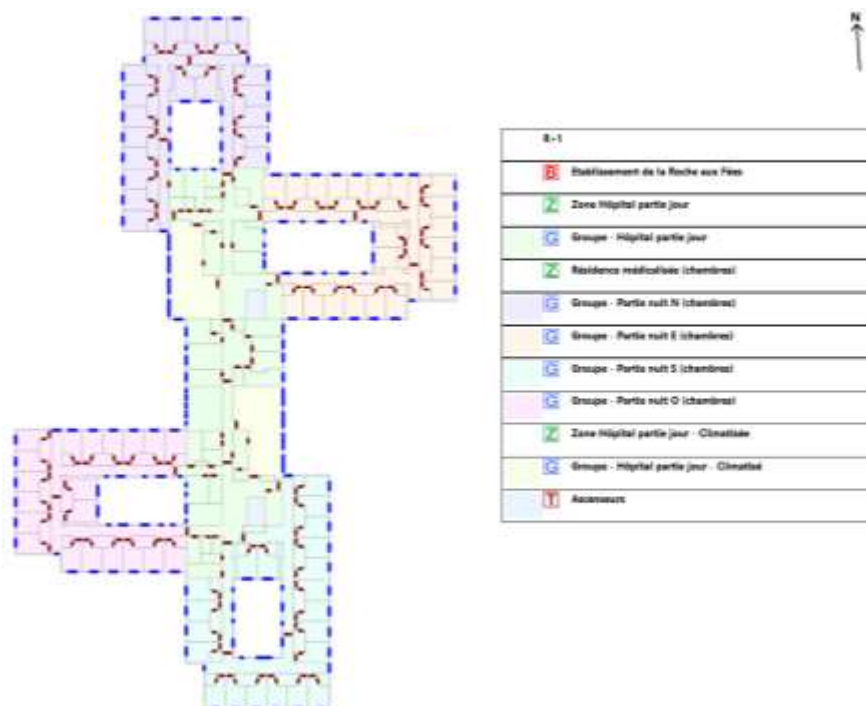 N
R-1
B Etablissement de la Roche aux Fées
Z Zone Hôpital partie jour
G Groupe - Hôpital partie jour
Z Résidence médicalisée (chambres)
G Groupe - Partie nuit N (chambres)
G Groupe - Partie nuit E (chambres)
G Groupe - Partie nuit S (chambres)
G Groupe - Partie nuit O (chambres)
Z Zone Hôpital partie jour - Climatisée
G Groupe - Hôpital partie jour - Climatisé
T Ascenseurs